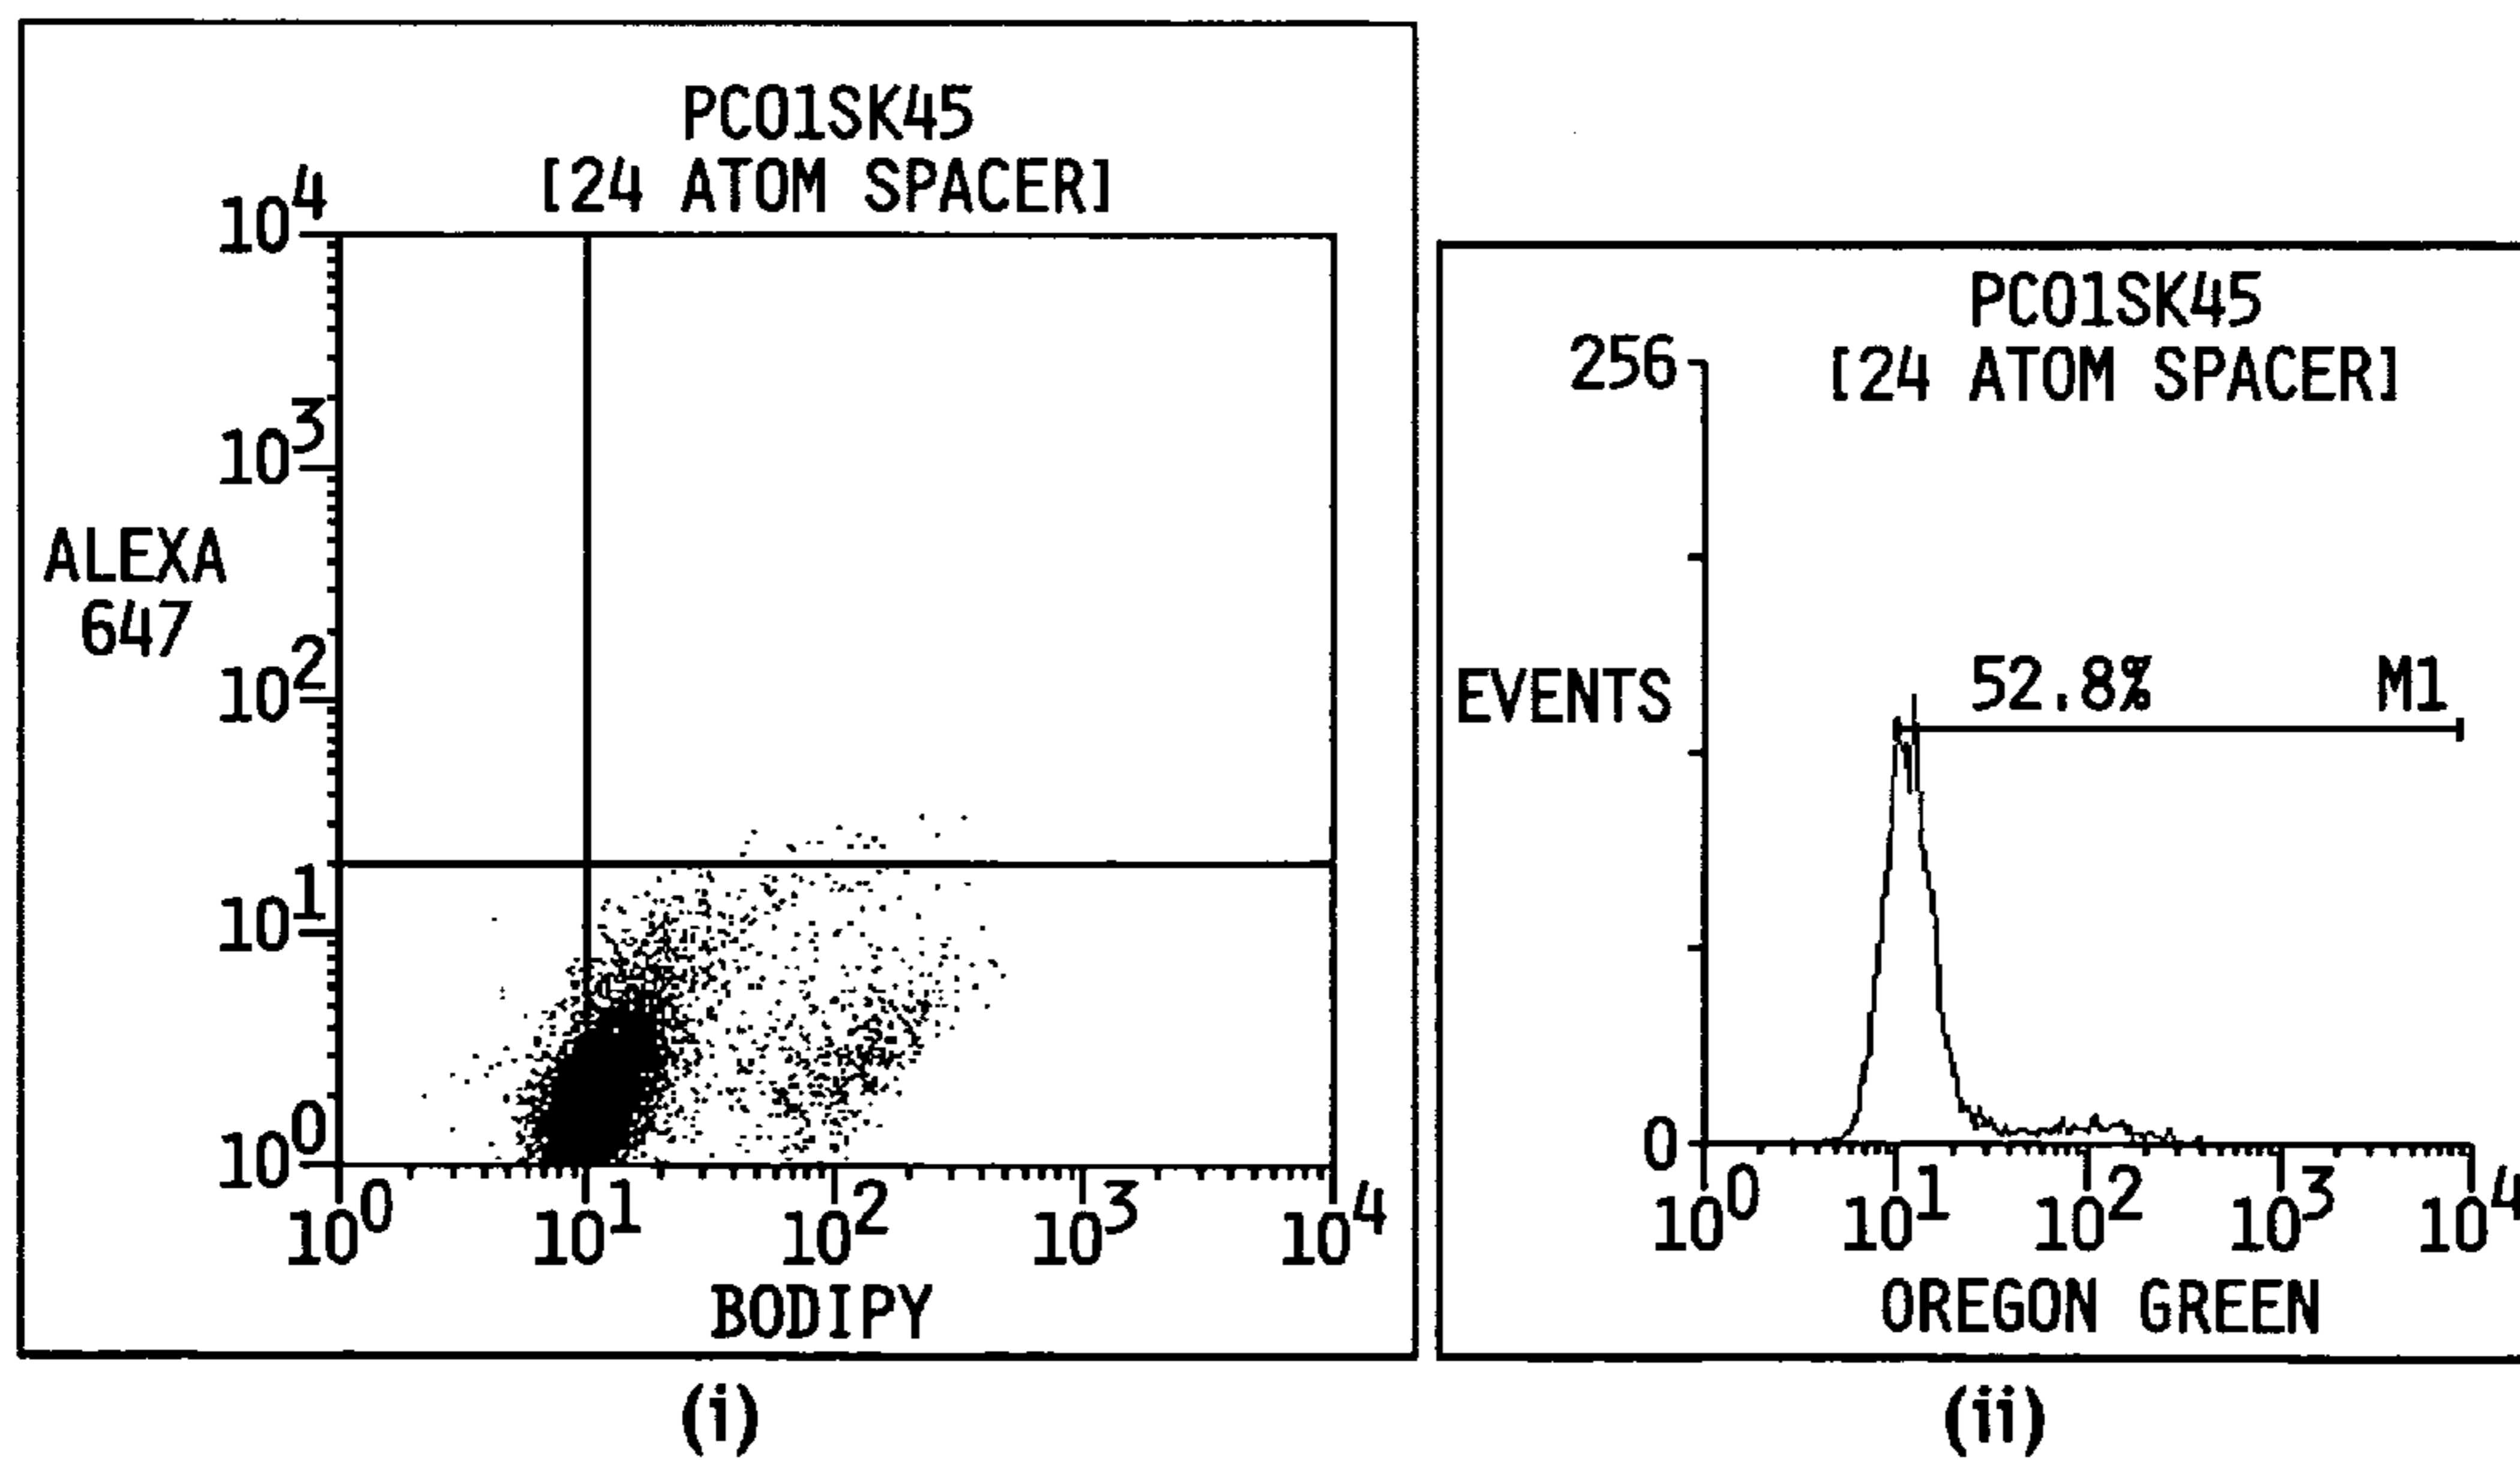 PC01SK45
[24 ATOM SPACER]
10^4
10^3
ALEXA
647
10^2
10^1
10^0
10^0 10^1 10^2 10^3 10^4
BODIPY
(i)
PC01SK45
[24 ATOM SPACER]
256
EVENTS
52.8% M1
0
10^0 10^1 10^2 10^3 10^4
OREGON GREEN
(ii)